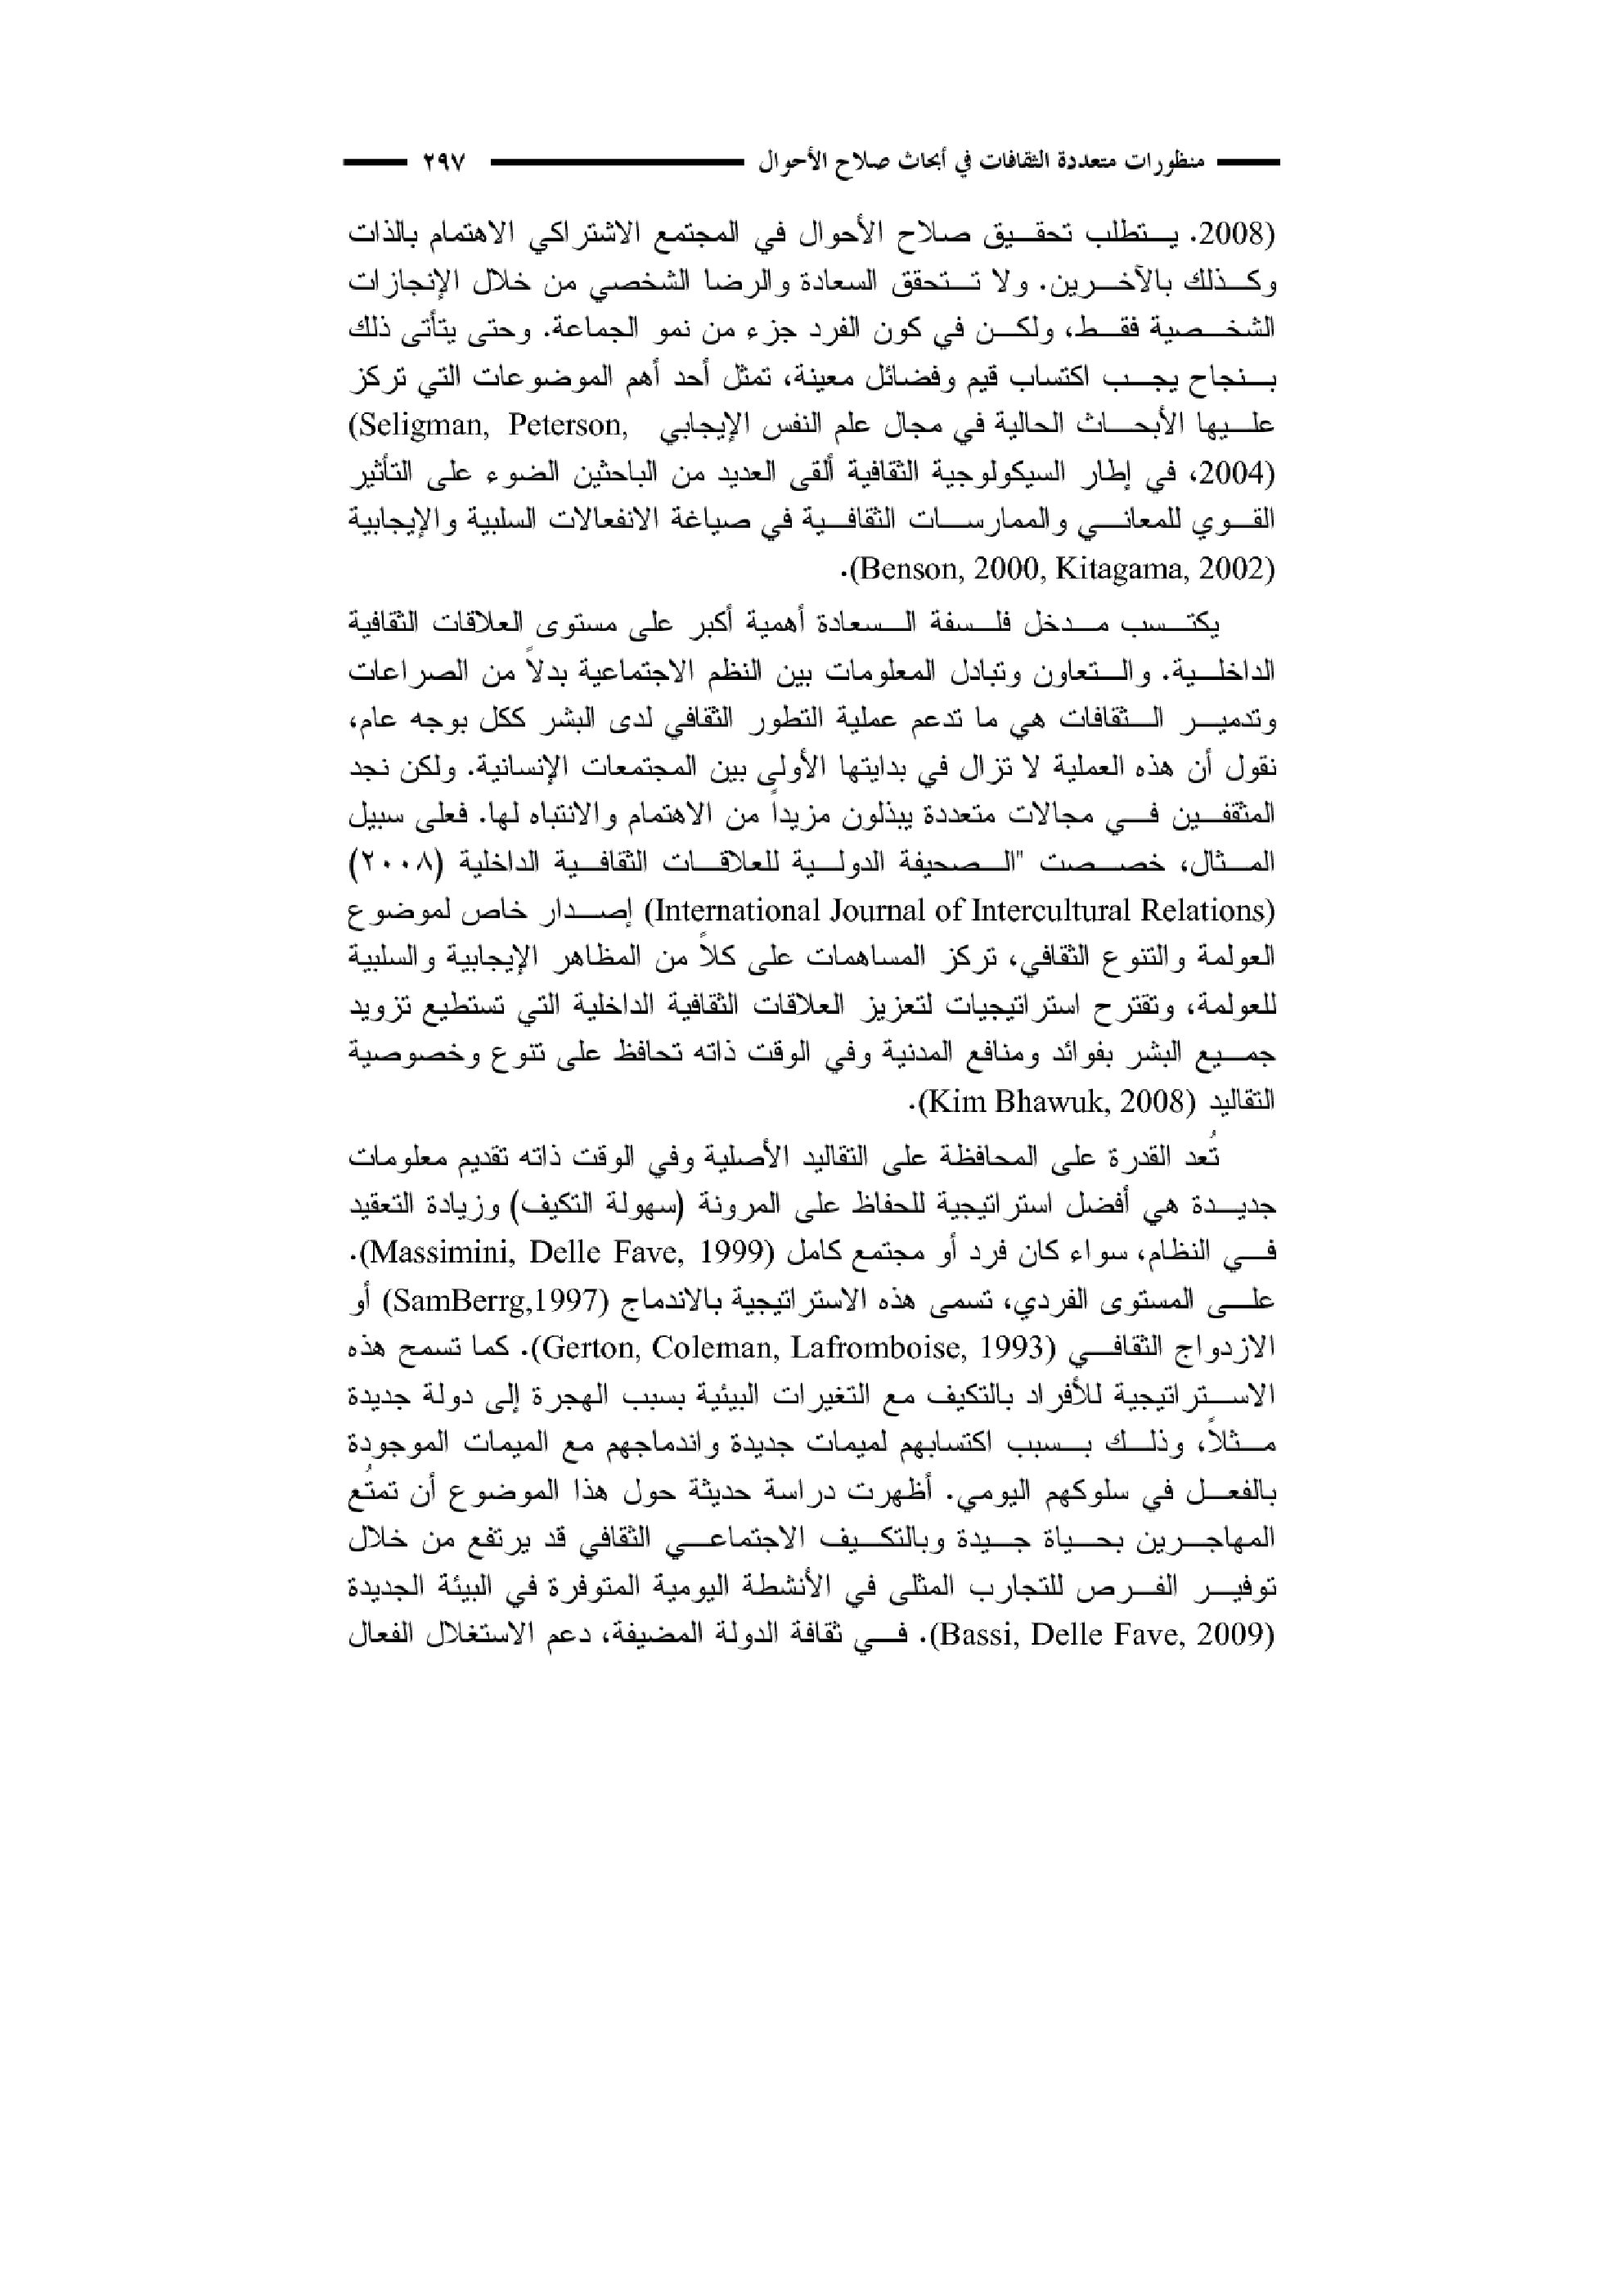 منظورات متعددة الثقافات في أبحاث صلاح الأحوال ٢٩٧
2008). يتطلب تحقيق صلاح الأحوال في المجتمع الاشتراكي الاهتمام بالذات
وكذلك بالآخرين. ولا تتحقق السعادة والرضا الشخصي من خلال الإنجازات
الشخصية فقط، ولكن في كون الفرد جزء من نمو الجماعة. وحتى يتأتى ذلك
بنجاح يجب اكتساب قيم وفضائل معينة، تمثل أحد أهم الموضوعات التي تركز
عليها الأبحاث الحالية في مجال علم النفس الإيجابي (Seligman, Peterson,
2004)، في إطار السيكولوجية الثقافية ألقى العديد من الباحثين الضوء على التأثير
القوي للمعاني والممارسات الثقافية في صياغة الانفعالات السلبية والإيجابية
(Benson, 2000, Kitagama, 2002).
يكتسب مدخل فلسفة السعادة أهمية أكبر على مستوى العلاقات الثقافية
الداخلية. والتعاون وتبادل المعلومات بين النظم الاجتماعية بدلاً من الصراعات
وتدمير الثقافات هي ما تدعم عملية التطور الثقافي لدى البشر ككل بوجه عام،
نقول أن هذه العملية لا تزال في بدايتها الأولى بين المجتمعات الإنسانية. ولكن نجد
المثقفين في مجالات متعددة يبذلون مزيداً من الاهتمام والانتباه لها. فعلى سبيل
المثال، خصصت "الصحيفة الدولية للعلاقات الثقافية الداخلية (٢٠٠٨)
(International Journal of Intercultural Relations) إصدار خاص لموضوع
العولمة والتنوع الثقافي، تركز المساهمات على كلاً من المظاهر الإيجابية والسلبية
للعولمة، وتقترح استراتيجيات لتعزيز العلاقات الثقافية الداخلية التي تستطيع تزويد
جميع البشر بفوائد ومنافع المدنية وفي الوقت ذاته تحافظ على تنوع وخصوصية
التقاليد (Kim Bhawuk, 2008).
تُعد القدرة على المحافظة على التقاليد الأصلية وفي الوقت ذاته تقديم معلومات
جديدة هي أفضل استراتيجية للحفاظ على المرونة (سهولة التكيف) وزيادة التعقيد
في النظام، سواء كان فرد أو مجتمع كامل (Massimini, Delle Fave, 1999).
على المستوى الفردي، تسمى هذه الاستراتيجية بالاندماج (SamBerrg,1997) أو
الازدواج الثقافي (Gerton, Coleman, Lafromboise, 1993). كما تسمح هذه
الاستراتيجية للأفراد بالتكيف مع التغيرات البيئية بسبب الهجرة إلى دولة جديدة
مثلاً، وذلك بسبب اكتسابهم لميمات جديدة واندماجهم مع الميمات الموجودة
بالفعل في سلوكهم اليومي. أظهرت دراسة حديثة حول هذا الموضوع أن تمتُع
المهاجرين بحياة جيدة وبالتكييف الاجتماعي الثقافي قد يرتفع من خلال
توفير الفرص للتجارب المثلى في الأنشطة اليومية المتوفرة في البيئة الجديدة
(Bassi, Delle Fave, 2009). في ثقافة الدولة المضيفة، دعم الاستغلال الفعال